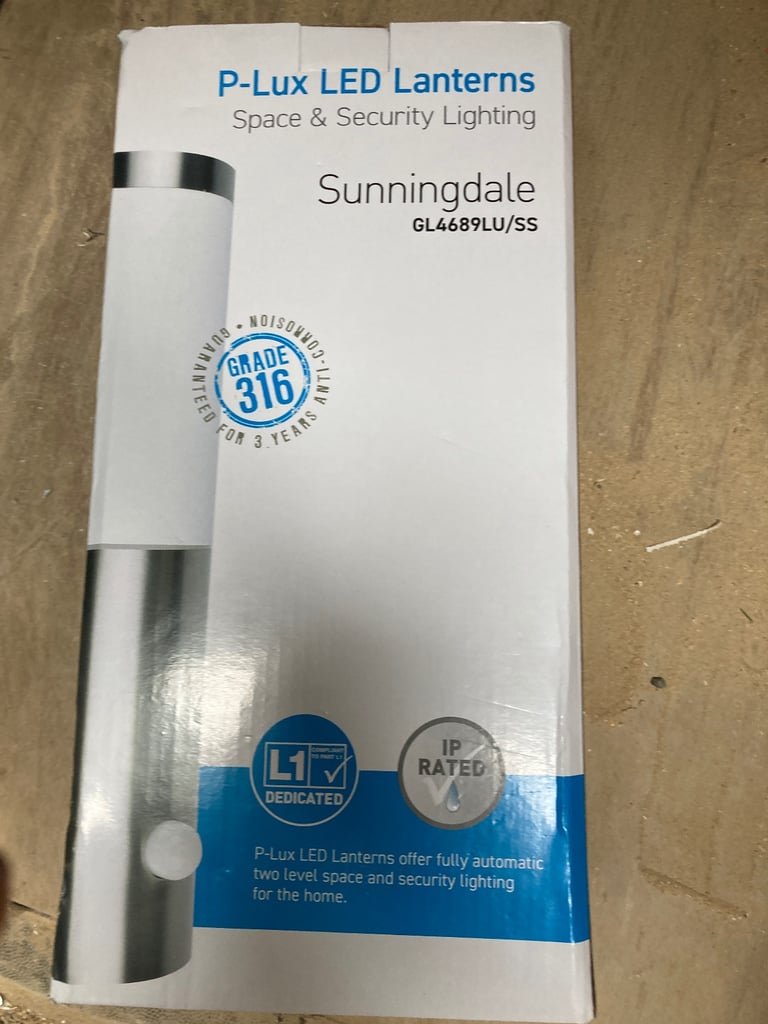 P-Lux LED Lanterns
Space & Security Lighting
Sunningdale
GL4689LU/SS
GUARANTEED FOR 3 YEARS ANTI-CORROSION •
GRADE
316
L1
COMPLIANT
TO PART L1
DEDICATED
IP
RATED
P-Lux LED Lanterns offer fully automatic
two level space and security lighting
for the home.